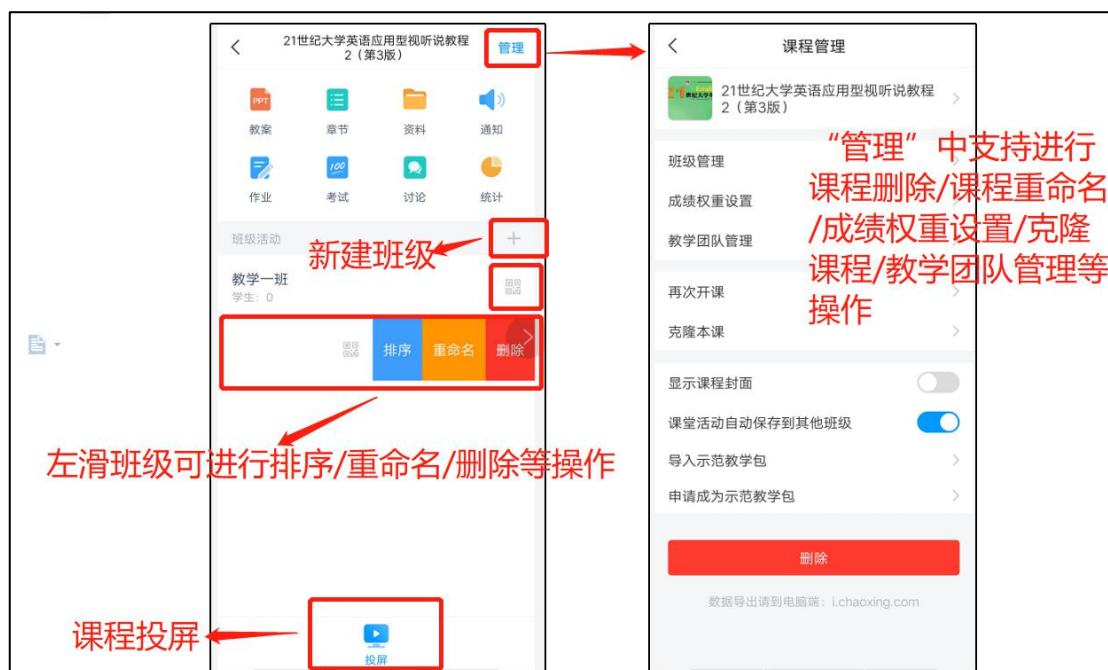 21世纪大学英语应用型视听说教程
2（第3版）
管理
PPT
教案
章节
资料
通知
100
作业
考试
讨论
统计
班级活动
新建班级
教学一班
学生：0
排序
重命名
删除
左滑班级可进行排序/重命名/删除等操作
课程投屏
投屏
课程管理
21世纪大学英语应用型视听说教程
2（第3版）
“管理”中支持进行
课程删除/课程重命名
/成绩权重设置/克隆
课程/教学团队管理等
操作
班级管理
成绩权重设置
教学团队管理
再次开课
克隆本课
显示课程封面
课堂活动自动保存到其他班级
导入示范教学包
申请成为示范教学包
删除
数据导出请到电脑端：i.chaoxing.com